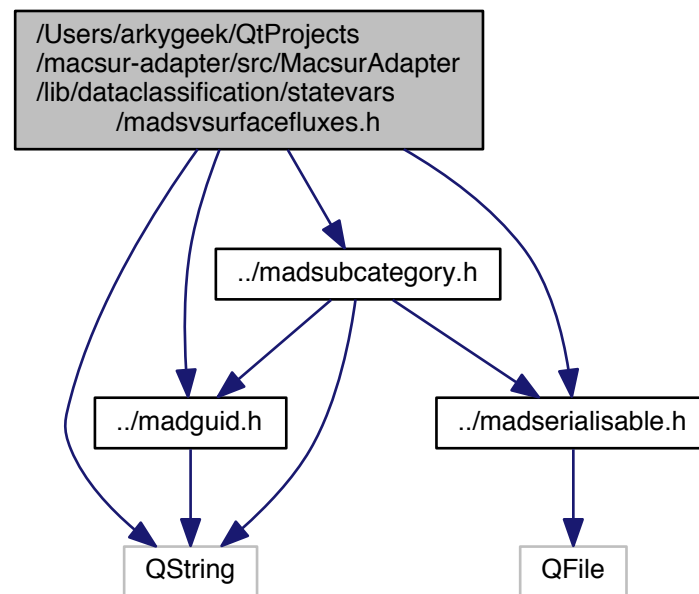 /Users/arkygeek/QtProjects
/macsur-adapter/src/MacsurAdapter
/lib/dataclassification/statevars
/madsvsurfacefluxes.h
../madsubcategory.h
../madguid.h
../madserialisable.h
QString
QFile